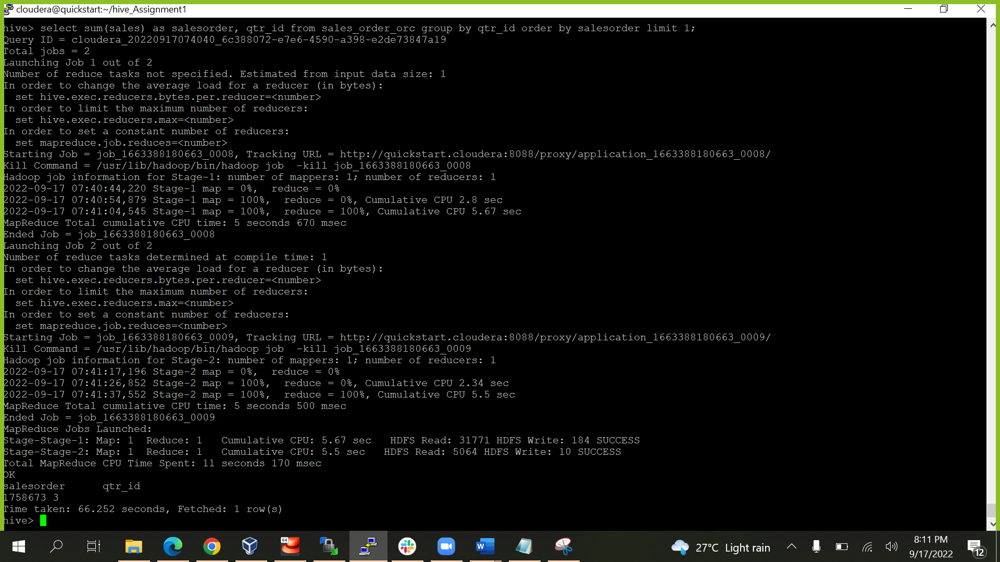 cloudera@quickstart:~/hive_Assignment1
hive> select sum(sales) as salesorder, qtr_id from sales_order_orc group by qtr_id order by salesorder limit 1;
Query ID = cloudera_20220917074040_6c388072-e7e6-4590-a398-e2de73847a19
Total jobs = 2
Launching Job 1 out of 2
Number of reduce tasks not specified. Estimated from input data size: 1
In order to change the average load for a reducer (in bytes):
  set hive.exec.reducers.bytes.per.reducer=<number>
In order to limit the maximum number of reducers:
  set hive.exec.reducers.max=<number>
In order to set a constant number of reducers:
  set mapreduce.job.reduces=<number>
Starting Job = job_1663388180663_0008, Tracking URL = http://quickstart.cloudera:8088/proxy/application_1663388180663_0008/
Kill Command = /usr/lib/hadoop/bin/hadoop job  -kill job_1663388180663_0008
Hadoop job information for Stage-1: number of mappers: 1; number of reducers: 1
2022-09-17 07:40:44,220 Stage-1 map = 0%,  reduce = 0%
2022-09-17 07:40:54,879 Stage-1 map = 100%,  reduce = 0%, Cumulative CPU 2.8 sec
2022-09-17 07:41:04,545 Stage-1 map = 100%,  reduce = 100%, Cumulative CPU 5.67 sec
MapReduce Total cumulative CPU time: 5 seconds 670 msec
Ended Job = job_1663388180663_0008
Launching Job 2 out of 2
Number of reduce tasks determined at compile time: 1
In order to change the average load for a reducer (in bytes):
  set hive.exec.reducers.bytes.per.reducer=<number>
In order to limit the maximum number of reducers:
  set hive.exec.reducers.max=<number>
In order to set a constant number of reducers:
  set mapreduce.job.reduces=<number>
Starting Job = job_1663388180663_0009, Tracking URL = http://quickstart.cloudera:8088/proxy/application_1663388180663_0009/
Kill Command = /usr/lib/hadoop/bin/hadoop job  -kill job_1663388180663_0009
Hadoop job information for Stage-2: number of mappers: 1; number of reducers: 1
2022-09-17 07:41:17,196 Stage-2 map = 0%,  reduce = 0%
2022-09-17 07:41:26,852 Stage-2 map = 100%,  reduce = 0%, Cumulative CPU 2.34 sec
2022-09-17 07:41:37,552 Stage-2 map = 100%,  reduce = 100%, Cumulative CPU 5.5 sec
MapReduce Total cumulative CPU time: 5 seconds 500 msec
Ended Job = job_1663388180663_0009
MapReduce Jobs Launched:
Stage-Stage-1: Map: 1  Reduce: 1   Cumulative CPU: 5.67 sec   HDFS Read: 31771 HDFS Write: 184 SUCCESS
Stage-Stage-2: Map: 1  Reduce: 1   Cumulative CPU: 5.5 sec   HDFS Read: 5064 HDFS Write: 10 SUCCESS
Total MapReduce CPU Time Spent: 11 seconds 170 msec
OK
salesorder      qtr_id
1758673 3
Time taken: 66.252 seconds, Fetched: 1 row(s)
hive>
64
W
27°C Light rain
8:11 PM
9/17/2022
12